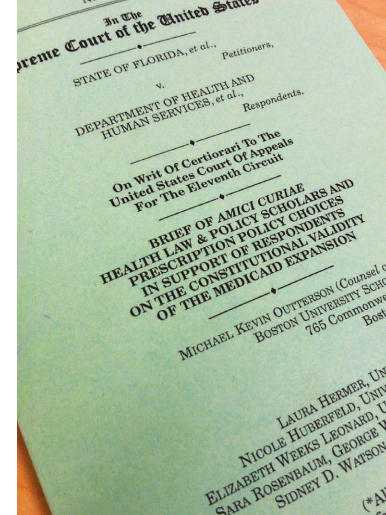 In The
preme Court of the United States
STATE OF FLORIDA, et al.,
Petitioners,
v.
DEPARTMENT OF HEALTH AND
HUMAN SERVICES, et al.,
Respondents.
On Writ Of Certiorari To The
United States Court Of Appeals
For The Eleventh Circuit
BRIEF OF AMICI CURIAE
HEALTH LAW & POLICY SCHOLARS AND
PRESCRIPTION POLICY CHOICES
IN SUPPORT OF RESPONDENTS
ON THE CONSTITUTIONAL VALIDITY
OF THE MEDICAID EXPANSION
MICHAEL KEVIN OUTTERSON (Counsel o
BOSTON UNIVERSITY SCHO
765 Commonw
Bost
LAURA HERMER, UNI
NICOLE HUBERFELD, UNI
ELIZABETH WEEKS LEONARD, U
SARA ROSENBAUM, GEORGE W
SIDNEY D. WATSON
(*A